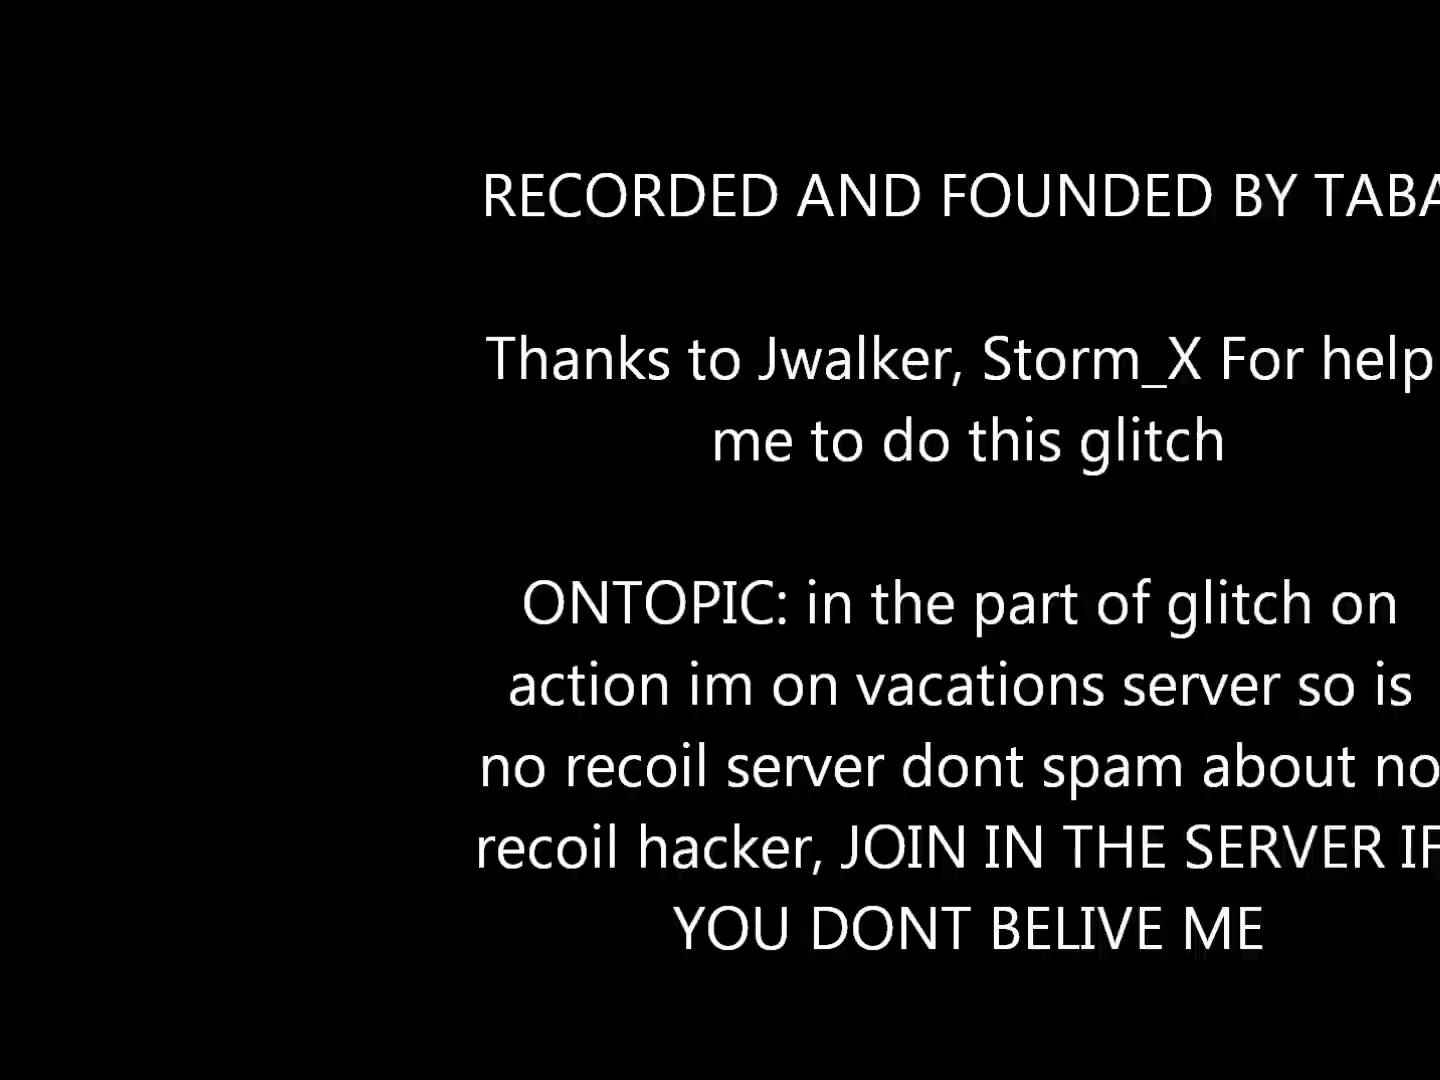 RECORDED AND FOUNDED BY TABA
Thanks to Jwalker, Storm_X For help
me to do this glitch
ONTOPIC: in the part of glitch on
action im on vacations server so is
no recoil server dont spam about no
recoil hacker, JOIN IN THE SERVER IF
YOU DONT BELIVE ME